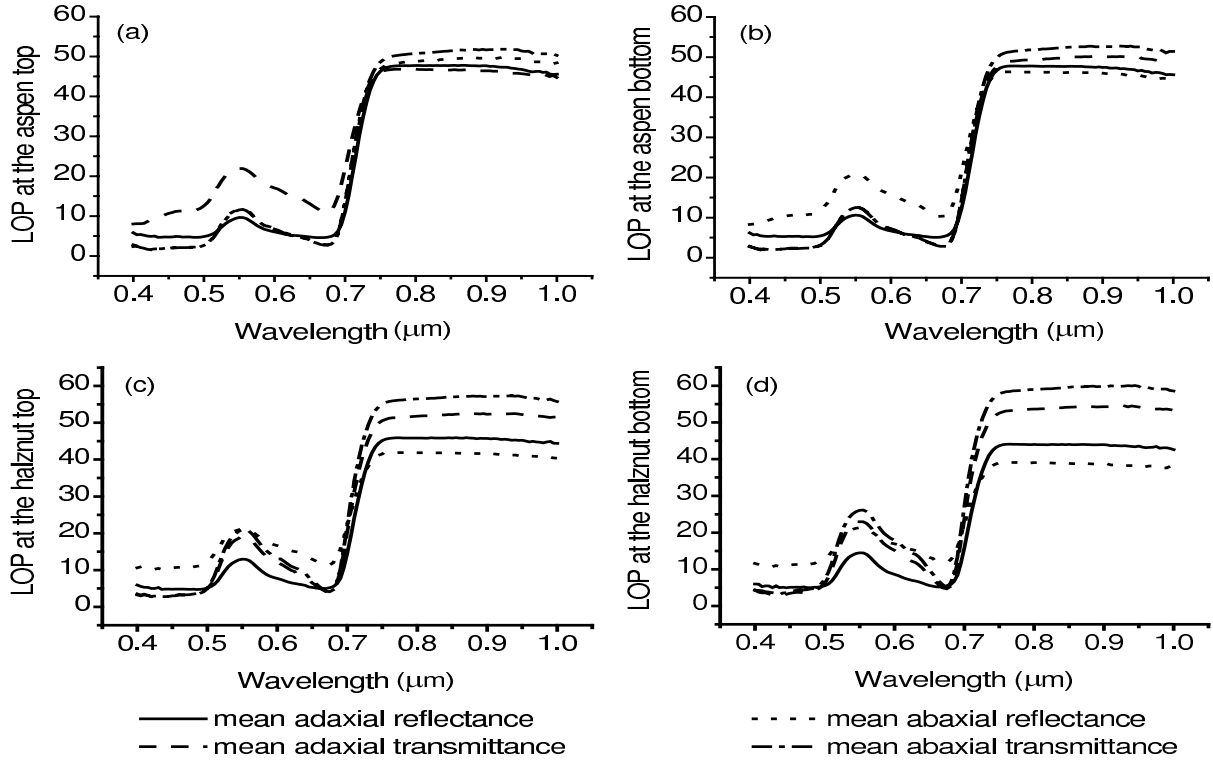 (a)
LOP at the aspen top
60
50
40
30
20
10
0
0.4 0.5 0.6 0.7 0.8 0.9 1.0
Wavelength (μm)
(b)
LOP at the aspen bottom
60
50
40
30
20
10
0
0.4 0.5 0.6 0.7 0.8 0.9 1.0
Wavelength (μm)
(c)
LOP at the halznut top
60
50
40
30
20
10
0
0.4 0.5 0.6 0.7 0.8 0.9 1.0
Wavelength (μm)
(d)
LOP at the halznut bottom
60
50
40
30
20
10
0
0.4 0.5 0.6 0.7 0.8 0.9 1.0
Wavelength (μm)
mean adaxial reflectance
mean adaxial transmittance
mean abaxial reflectance
mean abaxial transmittance